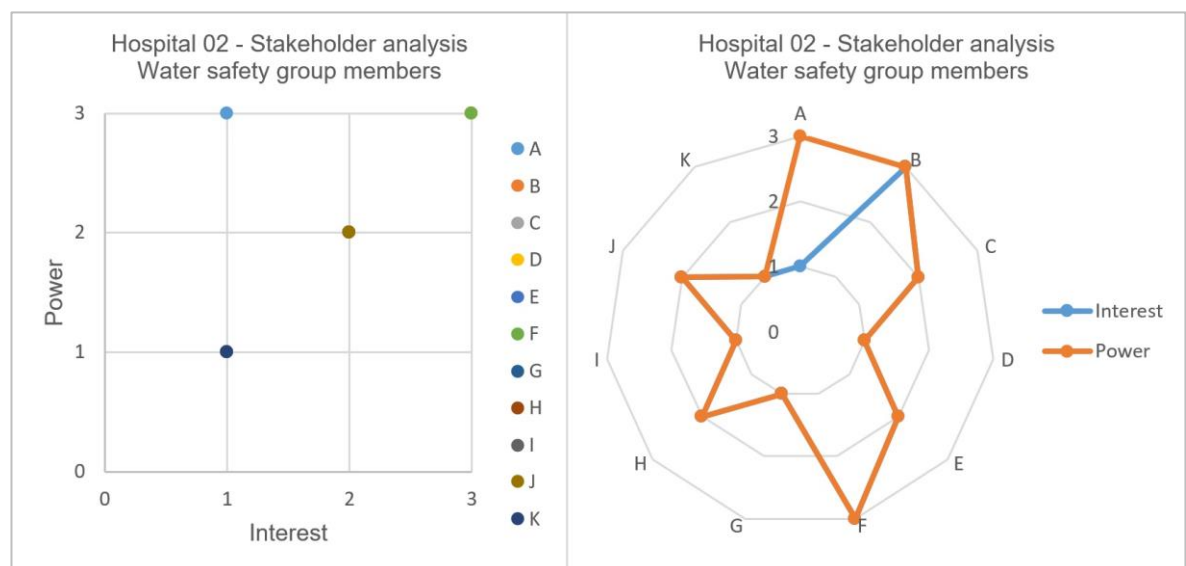 Hospital 02 - Stakeholder analysis
Water safety group members
3
2
1
0
Power
0
1
2
3
Interest
A
B
C
D
E
F
G
H
I
J
K
Hospital 02 - Stakeholder analysis
Water safety group members
A
B
C
D
E
F
G
H
I
J
K
3
2
1
0
Interest
Power